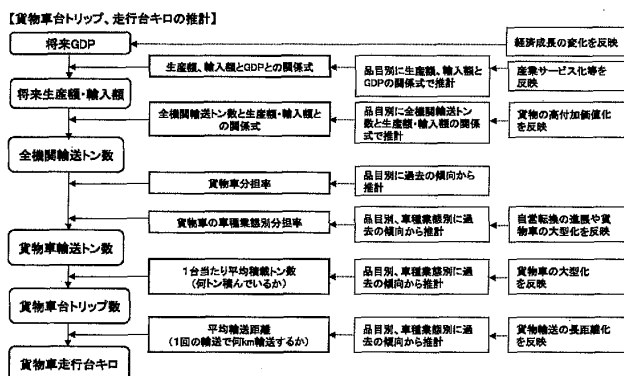 【貨物車台トリップ、走行台キロの推計】
将来GDP
経済成長の変化を反映
生産額、輸入額とGDPとの関係式
品目別に生産額、輸入額と
GDPの関係式で推計
産業サービス化等を
反映
将来生産額・輸入額
全機関輸送トン数と生産額・輸入額と
の関係式
品目別に全機関輸送トン
数と生産額・輸入額の関係
式で推計
貨物の高付加価値化
を反映
全機関輸送トン数
貨物車分担率
品目別に過去の傾向から
推計
貨物車の車種業態別分担率
品目別、車種業態別に過
去の傾向から推計
自営転換の進展や貨
物車の大型化を反映
貨物車輸送トン数
1台当たり平均積載トン数
(何トン積んでいるか)
品目別、車種業態別に過
去の傾向から推計
貨物車の大型化
を反映
貨物車台トリップ数
平均輸送距離
(1回の輸送で何km輸送するか)
品目別、車種業態別に過
去の傾向から推計
貨物輸送の長距離化
を反映
貨物車走行台キロ